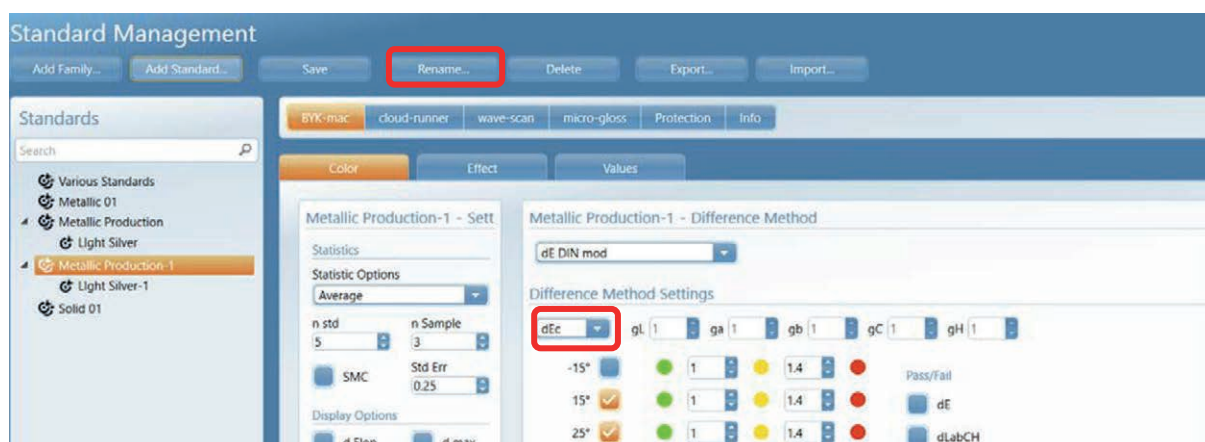 Standard Management
Add Family... Add Standard... Save Rename... Delete Export... Import...
Standards
Search
Various Standards
Metallic 01
Metallic Production
Light Silver
Metallic Production-1
Light Silver-1
Solid 01
BYK-mac cloud-runner wave-scan micro-gloss Protection Info
Color Effect Values
Metallic Production-1 - Sett
Statistics
Statistic Options
Average
n std n Sample
5 3
SMC Std Err
0.25
Display Options
d Flop d max
Metallic Production-1 - Difference Method
dE DIN mod
Difference Method Settings
dEc gL 1 ga 1 gb 1 gC 1 gH 1
-15° 1 1.4
Pass/Fail
15° 1 1.4 dE
25° 1 1.4 dLabCH